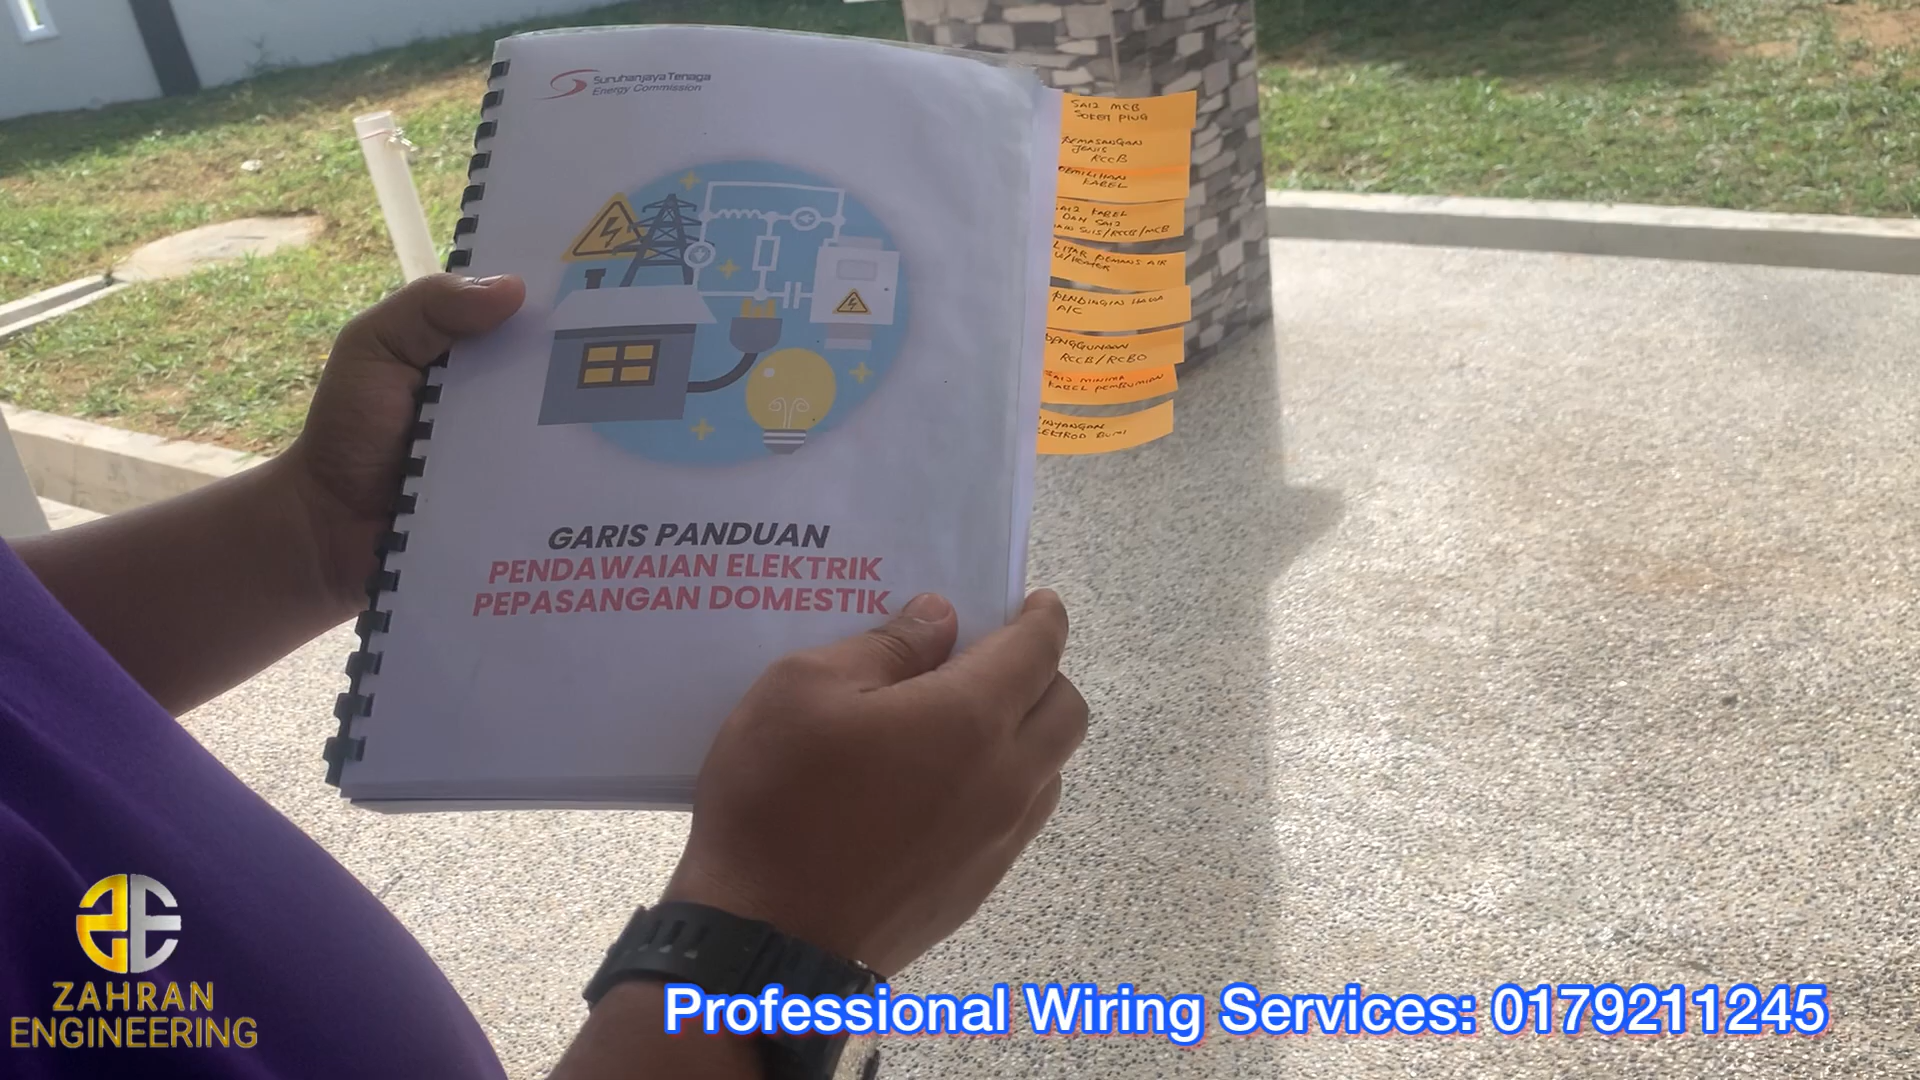 Suruhanjaya Tenaga
Energy Commission
GARIS PANDUAN
PENDAWAIAN ELEKTRIK
PEPASANGAN DOMESTIK
SAIZ MCB
SOKET PLUG
PEMASANGAN
JENIS
RCCB
PEMILIHAN
KABEL
SAIZ KABEL
DAN SAIZ
SUIS/RCCB/MCB
LITAR PEMANAS AIR
W/HEATER
PENDINGIN HAWA
A/C
PENGGUNAAN
RCCB/RCBO
SAIZ MINIMA
KABEL PEMBUMIAN
BUMI
ZAHRAN
ENGINEERING
Professional Wiring Services: 0179211245